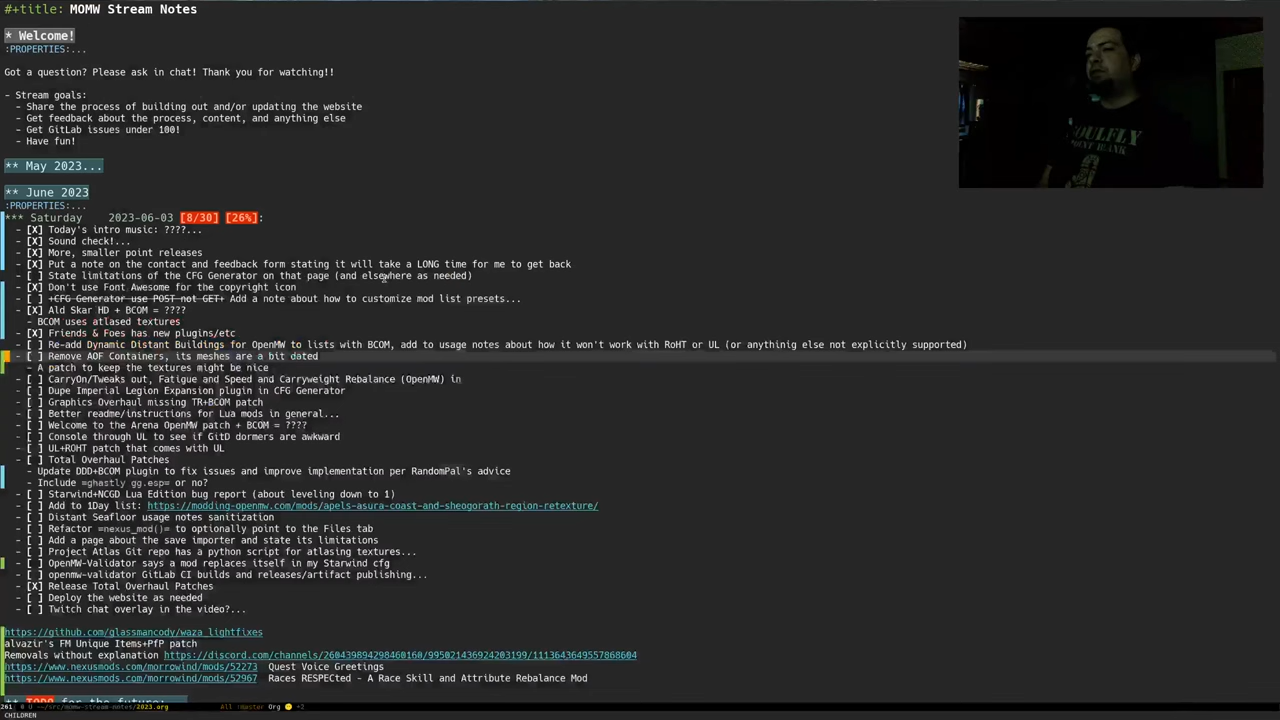 #+title: MOMW Stream Notes
* Welcome!
:PROPERTIES:...
Got a question? Please ask in chat! Thank you for watching!!
- Stream goals:
- Share the process of building out and/or updating the website
- Get feedback about the process, content, and anything else
- Get GitLab issues under 100!
- Have fun!
** May 2023...
** June 2023
:PROPERTIES:...
*** Saturday 2023-06-03 [8/30] [26%]:
- [X] Today's intro music: ????...
- [X] Sound check!...
- [X] More, smaller point releases
- [X] Put a note on the contact and feedback form stating it will take a LONG time for me to get back
- [ ] State limitations of the CFG Generator on that page (and elsewhere as needed)
- [X] Don't use Font Awesome for the copyright icon
- [ ] +CFG Generator use POST not GET+ Add a note about how to customize mod list presets...
- [X] Ald Skar HD + BCOM = ????
- BCOM uses atlased textures
- [X] Friends & Foes has new plugins/etc
- [ ] Re-add Dynamic Distant Buildings for OpenMW to lists with BCOM, add to usage notes about how it won't work with RoHT or UL (or anythinig else not explicitly supported)
- [ ] Remove AOF Containers, its meshes are a bit dated
- A patch to keep the textures might be nice
- [ ] CarryOn/Tweaks out, Fatigue and Speed and Carryweight Rebalance (OpenMW) in
- [ ] Dupe Imperial Legion Expansion plugin in CFG Generator
- [ ] Graphics Overhaul missing TR+BCOM patch
- [ ] Better readme/instructions for Lua mods in general...
- [ ] Welcome to the Arena OpenMW patch + BCOM = ????
- [ ] Console through UL to see if GitD dormers are awkward
- [ ] UL+ROHT patch that comes with UL
- [ ] Total Overhaul Patches
- Update DDD+BCOM plugin to fix issues and improve implementation per RandomPal's advice
- Include =ghastly gg.esp= or no?
- [ ] Starwind+NCGD Lua Edition bug report (about leveling down to 1)
- [ ] Add to 1Day list: https://modding-openmw.com/mods/apels-asura-coast-and-sheogorath-region-retexture/
- [ ] Distant Seafloor usage notes sanitization
- [ ] Refactor =nexus_mod()= to optionally point to the Files tab
- [ ] Add a page about the save importer and state its limitations
- [ ] Project Atlas Git repo has a python script for atlasing textures...
- [ ] OpenMW-Validator says a mod replaces itself in my Starwind cfg
- [ ] openmw-validator GitLab CI builds and releases/artifact publishing...
- [X] Release Total Overhaul Patches
- [ ] Deploy the website as needed
- [ ] Twitch chat overlay in the video?...
https://github.com/glassmancody/waza_lightfixes
alvazir's FM Unique Items+PfP patch
Removals without explanation https://discord.com/channels/260439894298460160/995021436924203199/1113643649557868604
https://www.nexusmods.com/morrowind/mods/52273 Quest Voice Greetings
https://www.nexusmods.com/morrowind/mods/52967 Races RESPECted - A Race Skill and Attribute Rebalance Mod
** TODO for the future:...
SOULFLY
261: 0 U ~/src/momw-stream-notes/2023.org All :master Org +2
CHILDREN